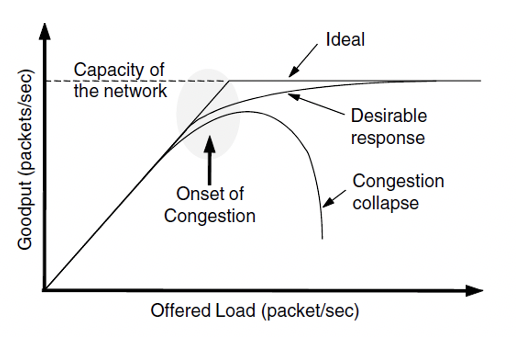 Ideal
Capacity of
the network
Desirable
response
Congestion
collapse
Onset of
Congestion
Goodput (packets/sec)
Offered Load (packet/sec)